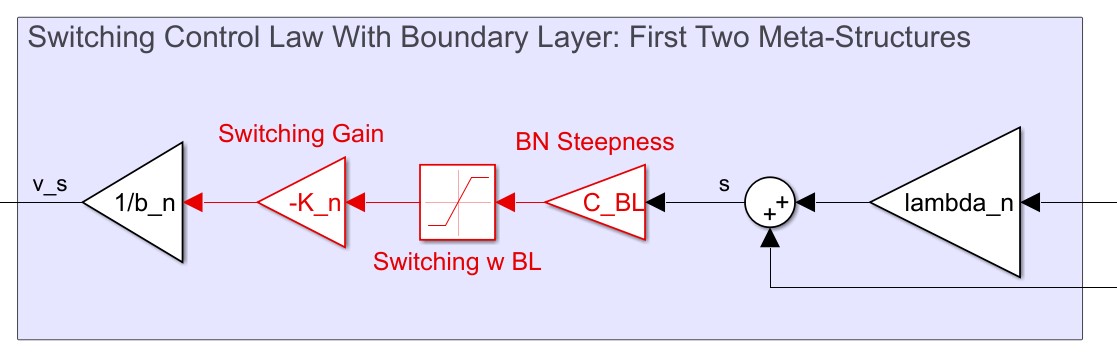 Switching Control Law With Boundary Layer: First Two Meta-Structures
Switching Gain
BN Steepness
v_s
1/b_n
-K_n
C_BL
s
+
+
lambda_n
Switching w BL